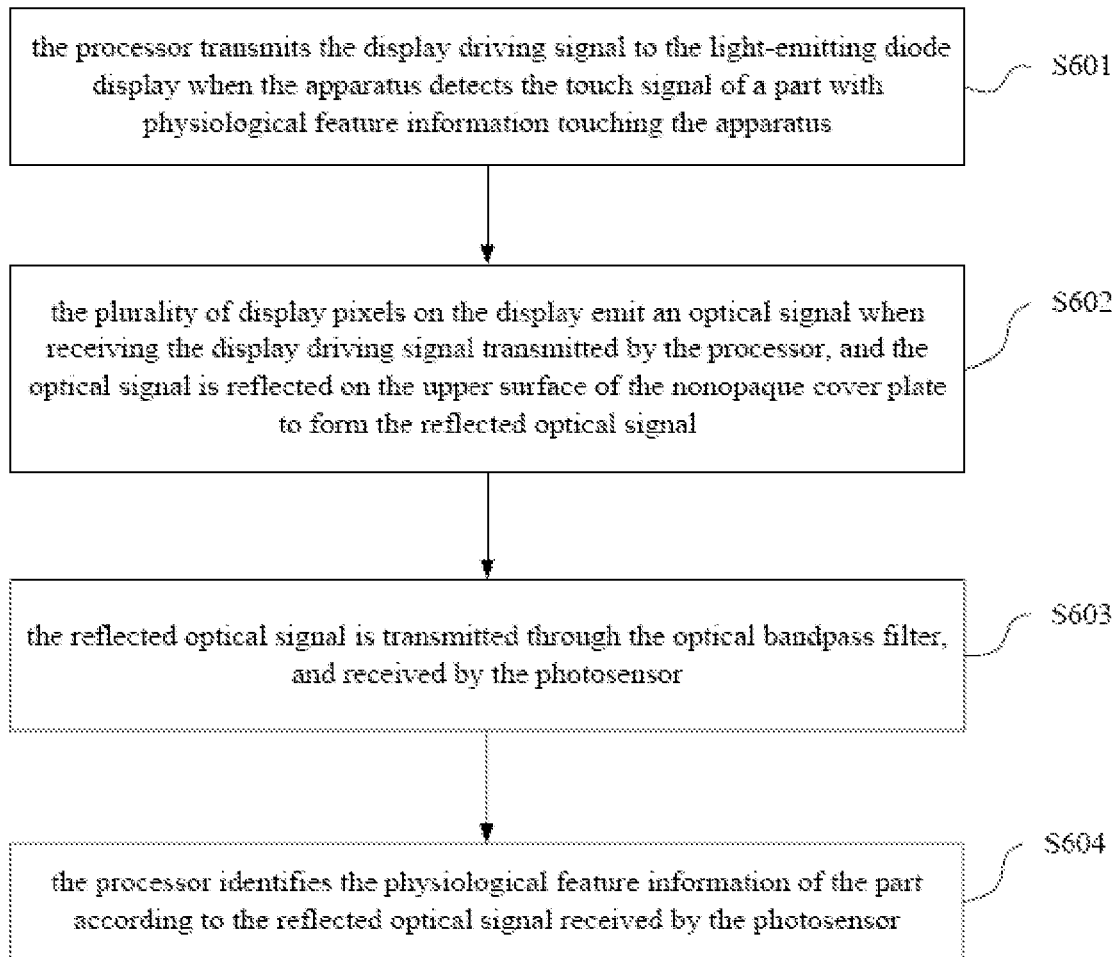 the processor transmits the display driving signal to the light-emitting diode
display when the apparatus detects the touch signal of a part with
physiological feature information touching the apparatus
S601
the plurality of display pixels on the display emit an optical signal when
receiving the display driving signal transmitted by the processor, and the
optical signal is reflected on the upper surface of the nonopaque cover plate
to form the reflected optical signal
S602
the reflected optical signal is transmitted through the optical bandpass filter,
and received by the photosensor
S603
the processor identifies the physiological feature information of the part
according to the reflected optical signal received by the photosensor
S604